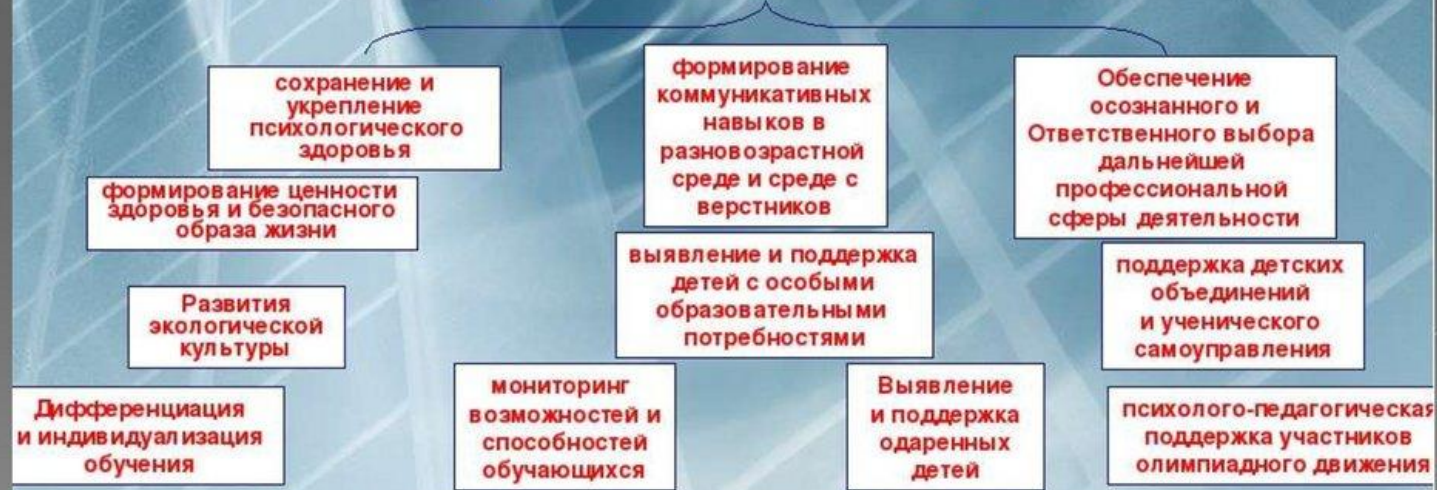 сохранение и
укрепление
психологического
здоровья
формирование
коммуникативных
навыков в
разновозрастной
среде и среде с
верстников
Обеспечение
осознанного и
Ответственного выбора
дальнейшей
профессиональной
сферы деятельности
формирование ценности
здоровья и безопасного
образа жизни
выявление и поддержка
детей с особыми
образовательными
потребностями
поддержка детских
объединений
и ученического
самоуправления
Развития
экологической
культуры
Дифференциация
и индивидуализация
обучения
мониторинг
возможностей и
способностей
обучающихся
Выявление
и поддержка
одаренных
детей
психолого-педагогическая
поддержка участников
олимпиадного движения